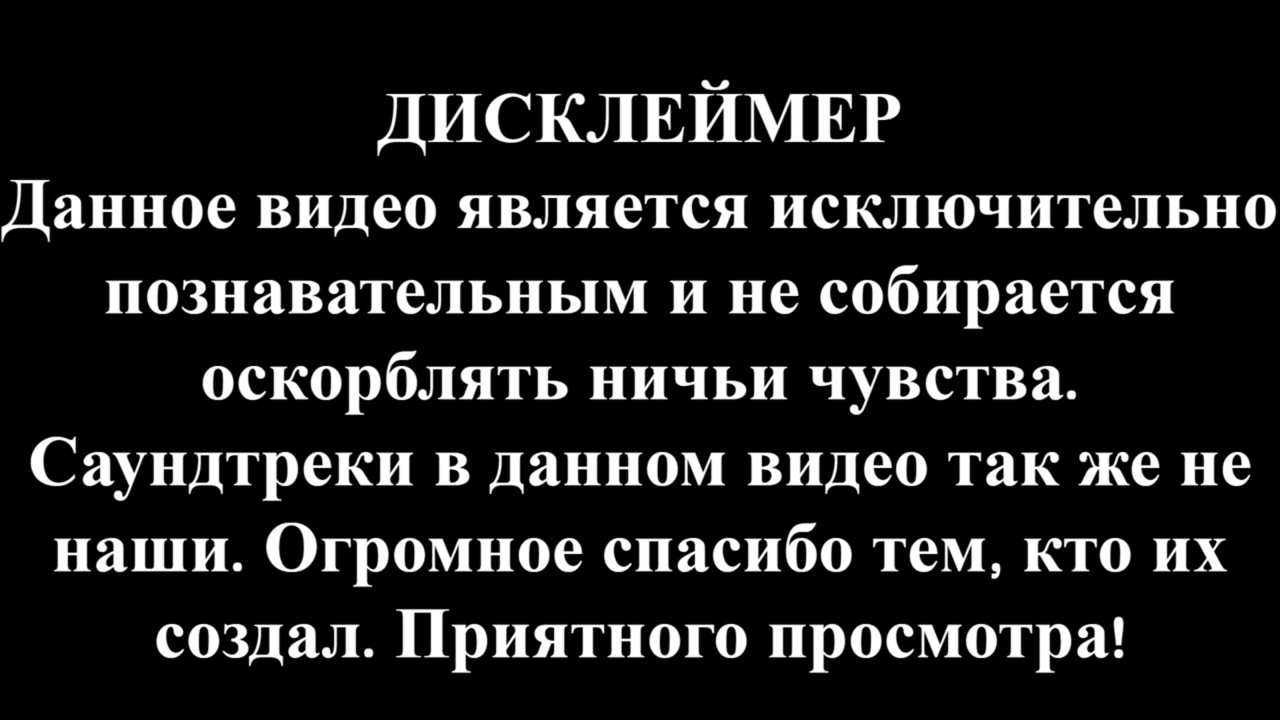 ДИСКЛЕЙМЕР
Данное видео является исключительно
познавательным и не собирается
оскорблять ничьи чувства.
Саундтреки в данном видео так же не
наши. Огромное спасибо тем, кто их
создал. Приятного просмотра!